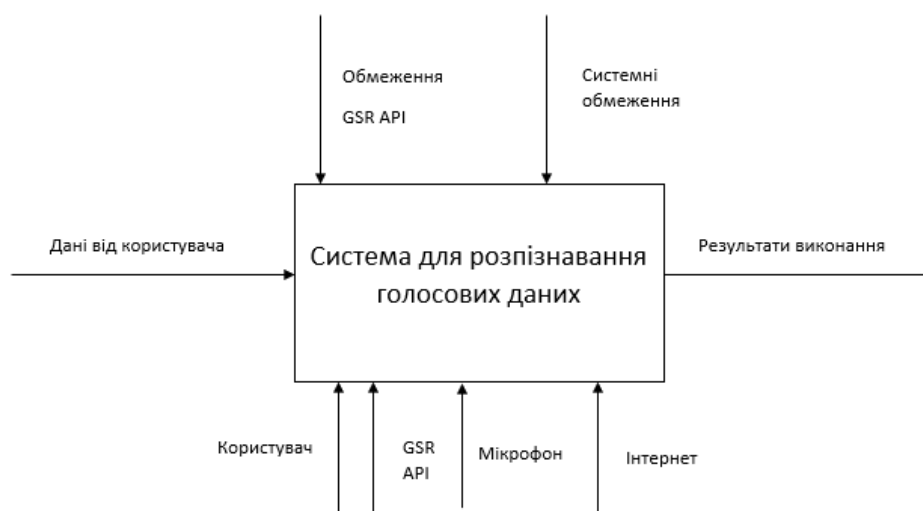 Обмеження
GSR API
Системні
обмеження
Дані від користувача
Система для розпізнавання
голосових даних
Результати виконання
Користувач
GSR
API
Мікрофон
Інтернет